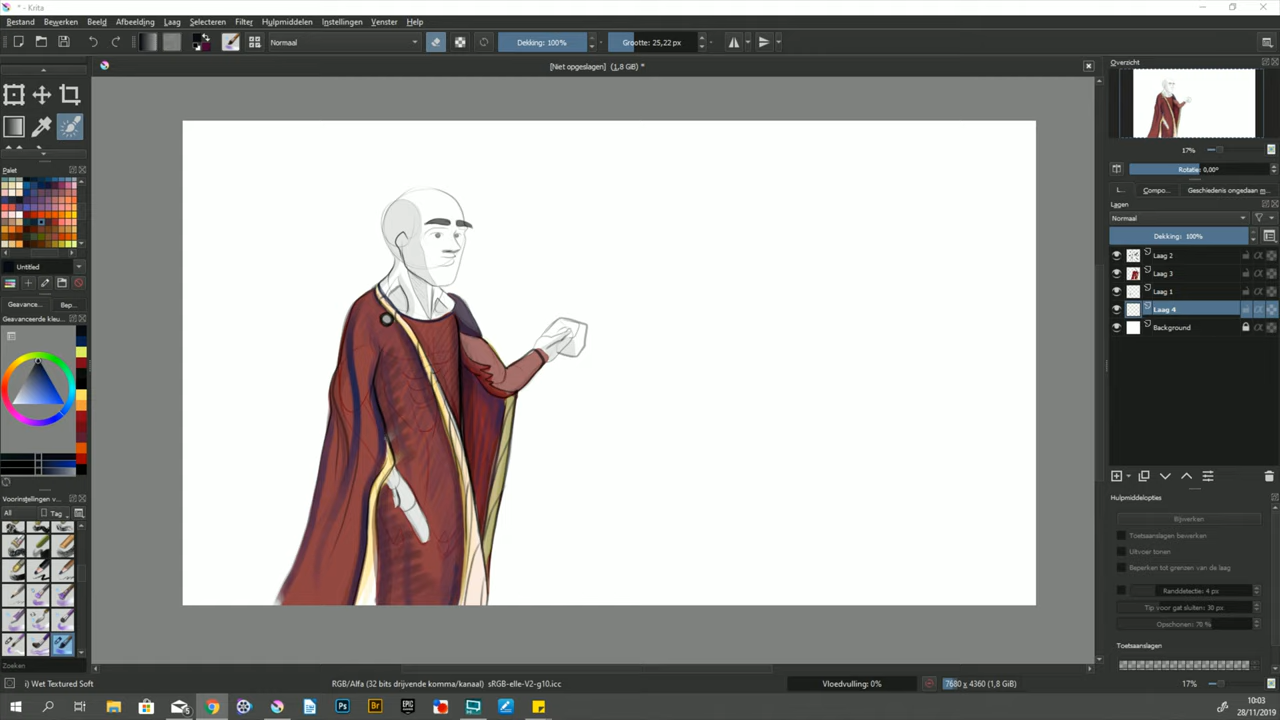 * - Krita
Bestand Bewerken Beeld Afbeelding Laag Selecteren Filter Hulpmiddelen Instellingen Venster Help
Normaal Dekking: 100% Grootte: 25,22 px
[Niet opgeslagen] (1,8 GiB) *
Overzicht
17%
Rotatie: 0,00°
L... Compo... Geschiedenis ongedaan m...
Lagen
Normaal
Dekking: 100%
Laag 2
Laag 3
Laag 1
Laag 4
Background
Hulpmiddelopties
Bijwerken
Toetsaanslagen bewerken
Uitvoer tonen
Beperken tot grenzen van de laag
Randdetectie: 4 px
Tip voor gat sluiten: 30 px
Opschonen: 70 %
Toetsaanslagen
Palet
Untitled
Geavance... Bep...
Geavanceerde kleu...
Voorinstellingen v...
All Tag
Zoeken
i) Wet Textured Soft
RGB/Alfa (32 bits drijvende komma/kanaal) sRGB-elle-V2-g10.icc
Vloedvulling: 0%
7680 x 4360 (1,8 GiB)
17%
Ps Br EPIC GAMES
10:03
28/11/2019